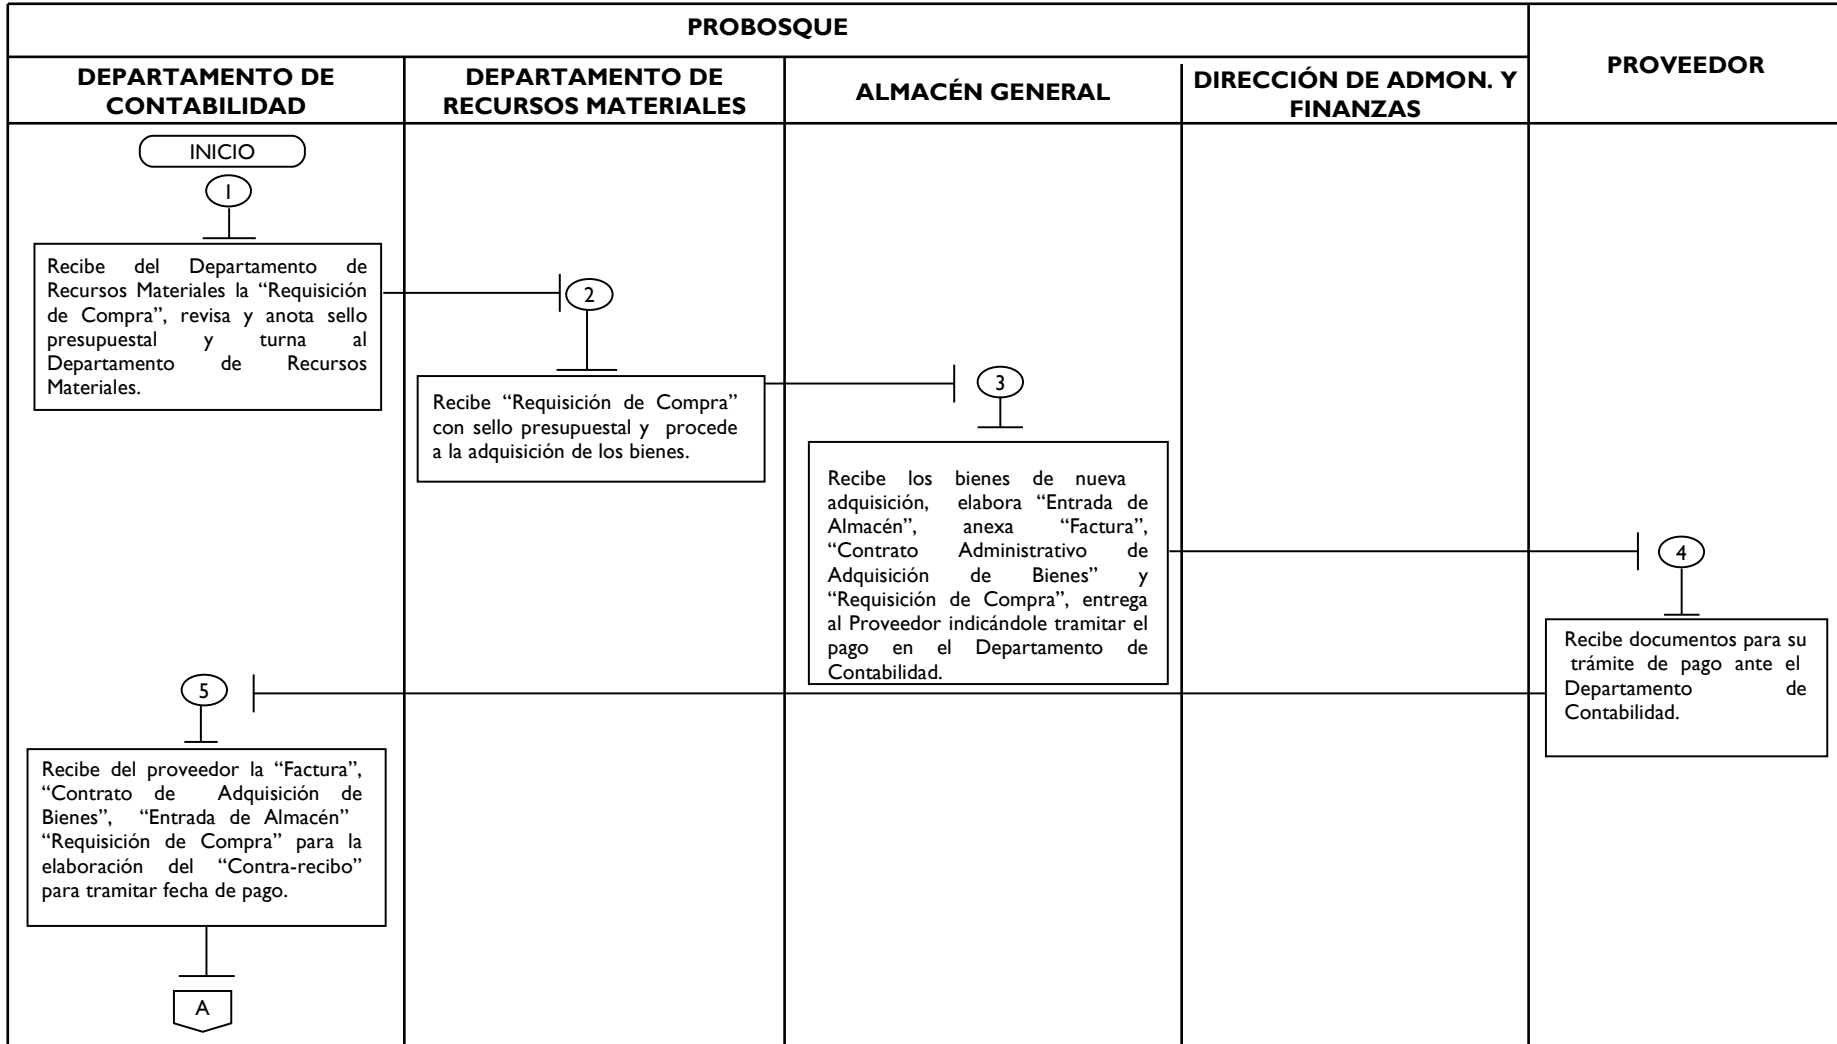 PROBOSQUE
PROVEEDOR
DEPARTAMENTO DE
CONTABILIDAD
DEPARTAMENTO DE
RECURSOS MATERIALES
ALMACÉN GENERAL
DIRECCIÓN DE ADMON. Y
FINANZAS
INICIO
1
Recibe del Departamento de
Recursos Materiales la “Requisición
de Compra”, revisa y anota sello
presupuestal y turna al
Departamento de Recursos
Materiales.
2
Recibe “Requisición de Compra”
con sello presupuestal y procede
a la adquisición de los bienes.
3
Recibe los bienes de nueva
adquisición, elabora “Entrada de
Almacén”, anexa “Factura”,
“Contrato Administrativo de
Adquisición de Bienes” y
“Requisición de Compra”, entrega
al Proveedor indicándole tramitar el
pago en el Departamento de
Contabilidad.
4
Recibe documentos para su
trámite de pago ante el
Departamento de
Contabilidad.
5
Recibe del proveedor la “Factura”,
“Contrato de Adquisición de
Bienes”, “Entrada de Almacén”
“Requisición de Compra” para la
elaboración del “Contra-recibo”
para tramitar fecha de pago.
A